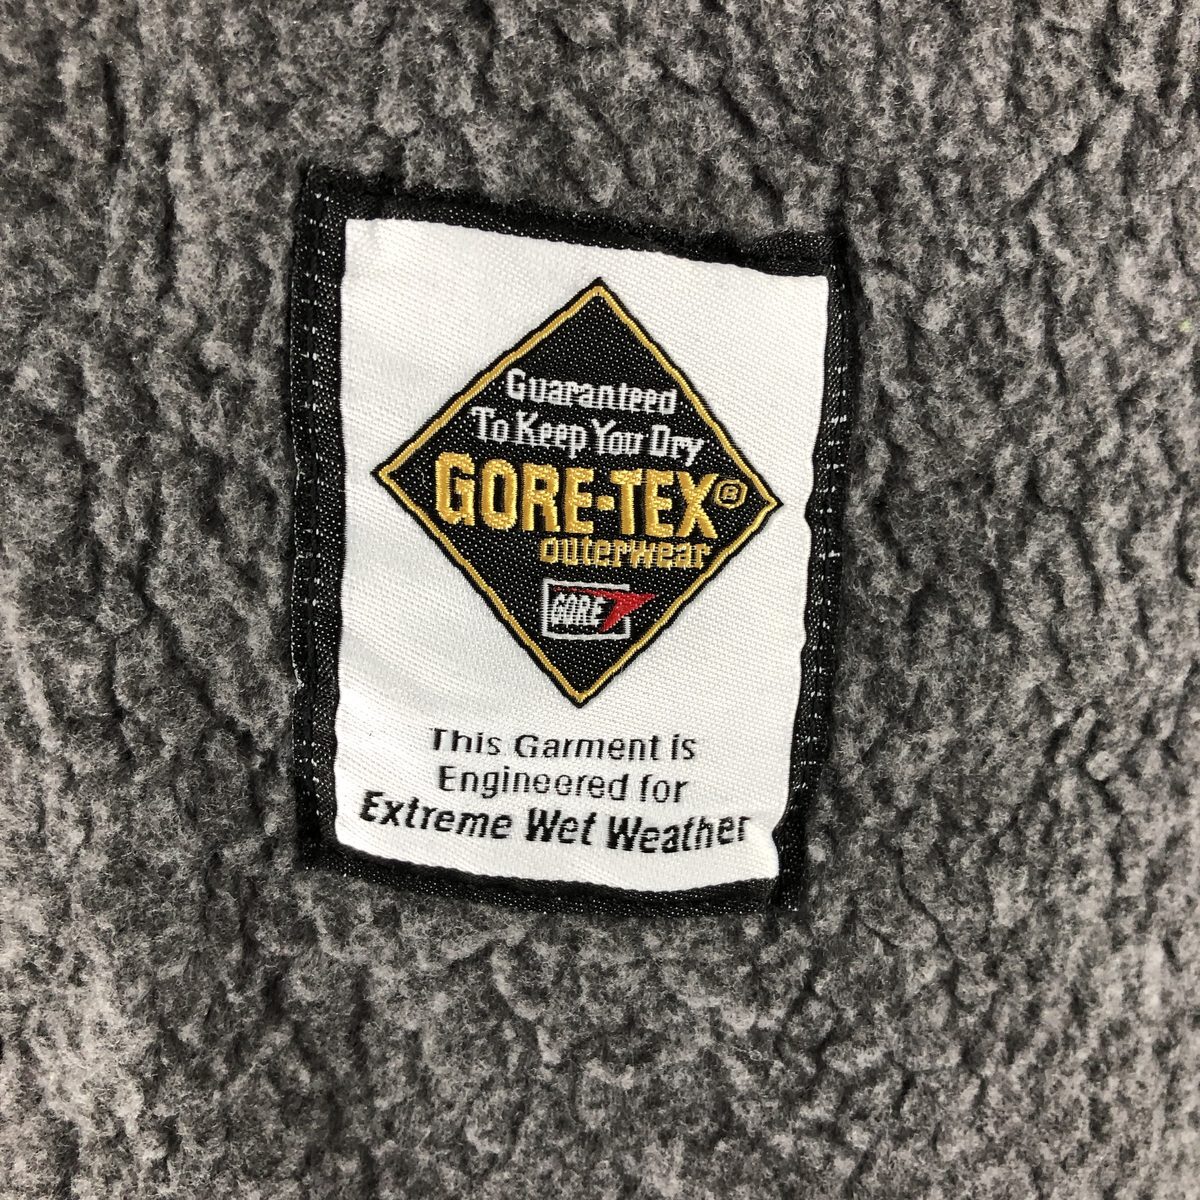 Guaranteed
To Keep You Dry
GORE-TEX®
outerwear
GORE
This Garment is
Engineered for
Extreme Wet Weather